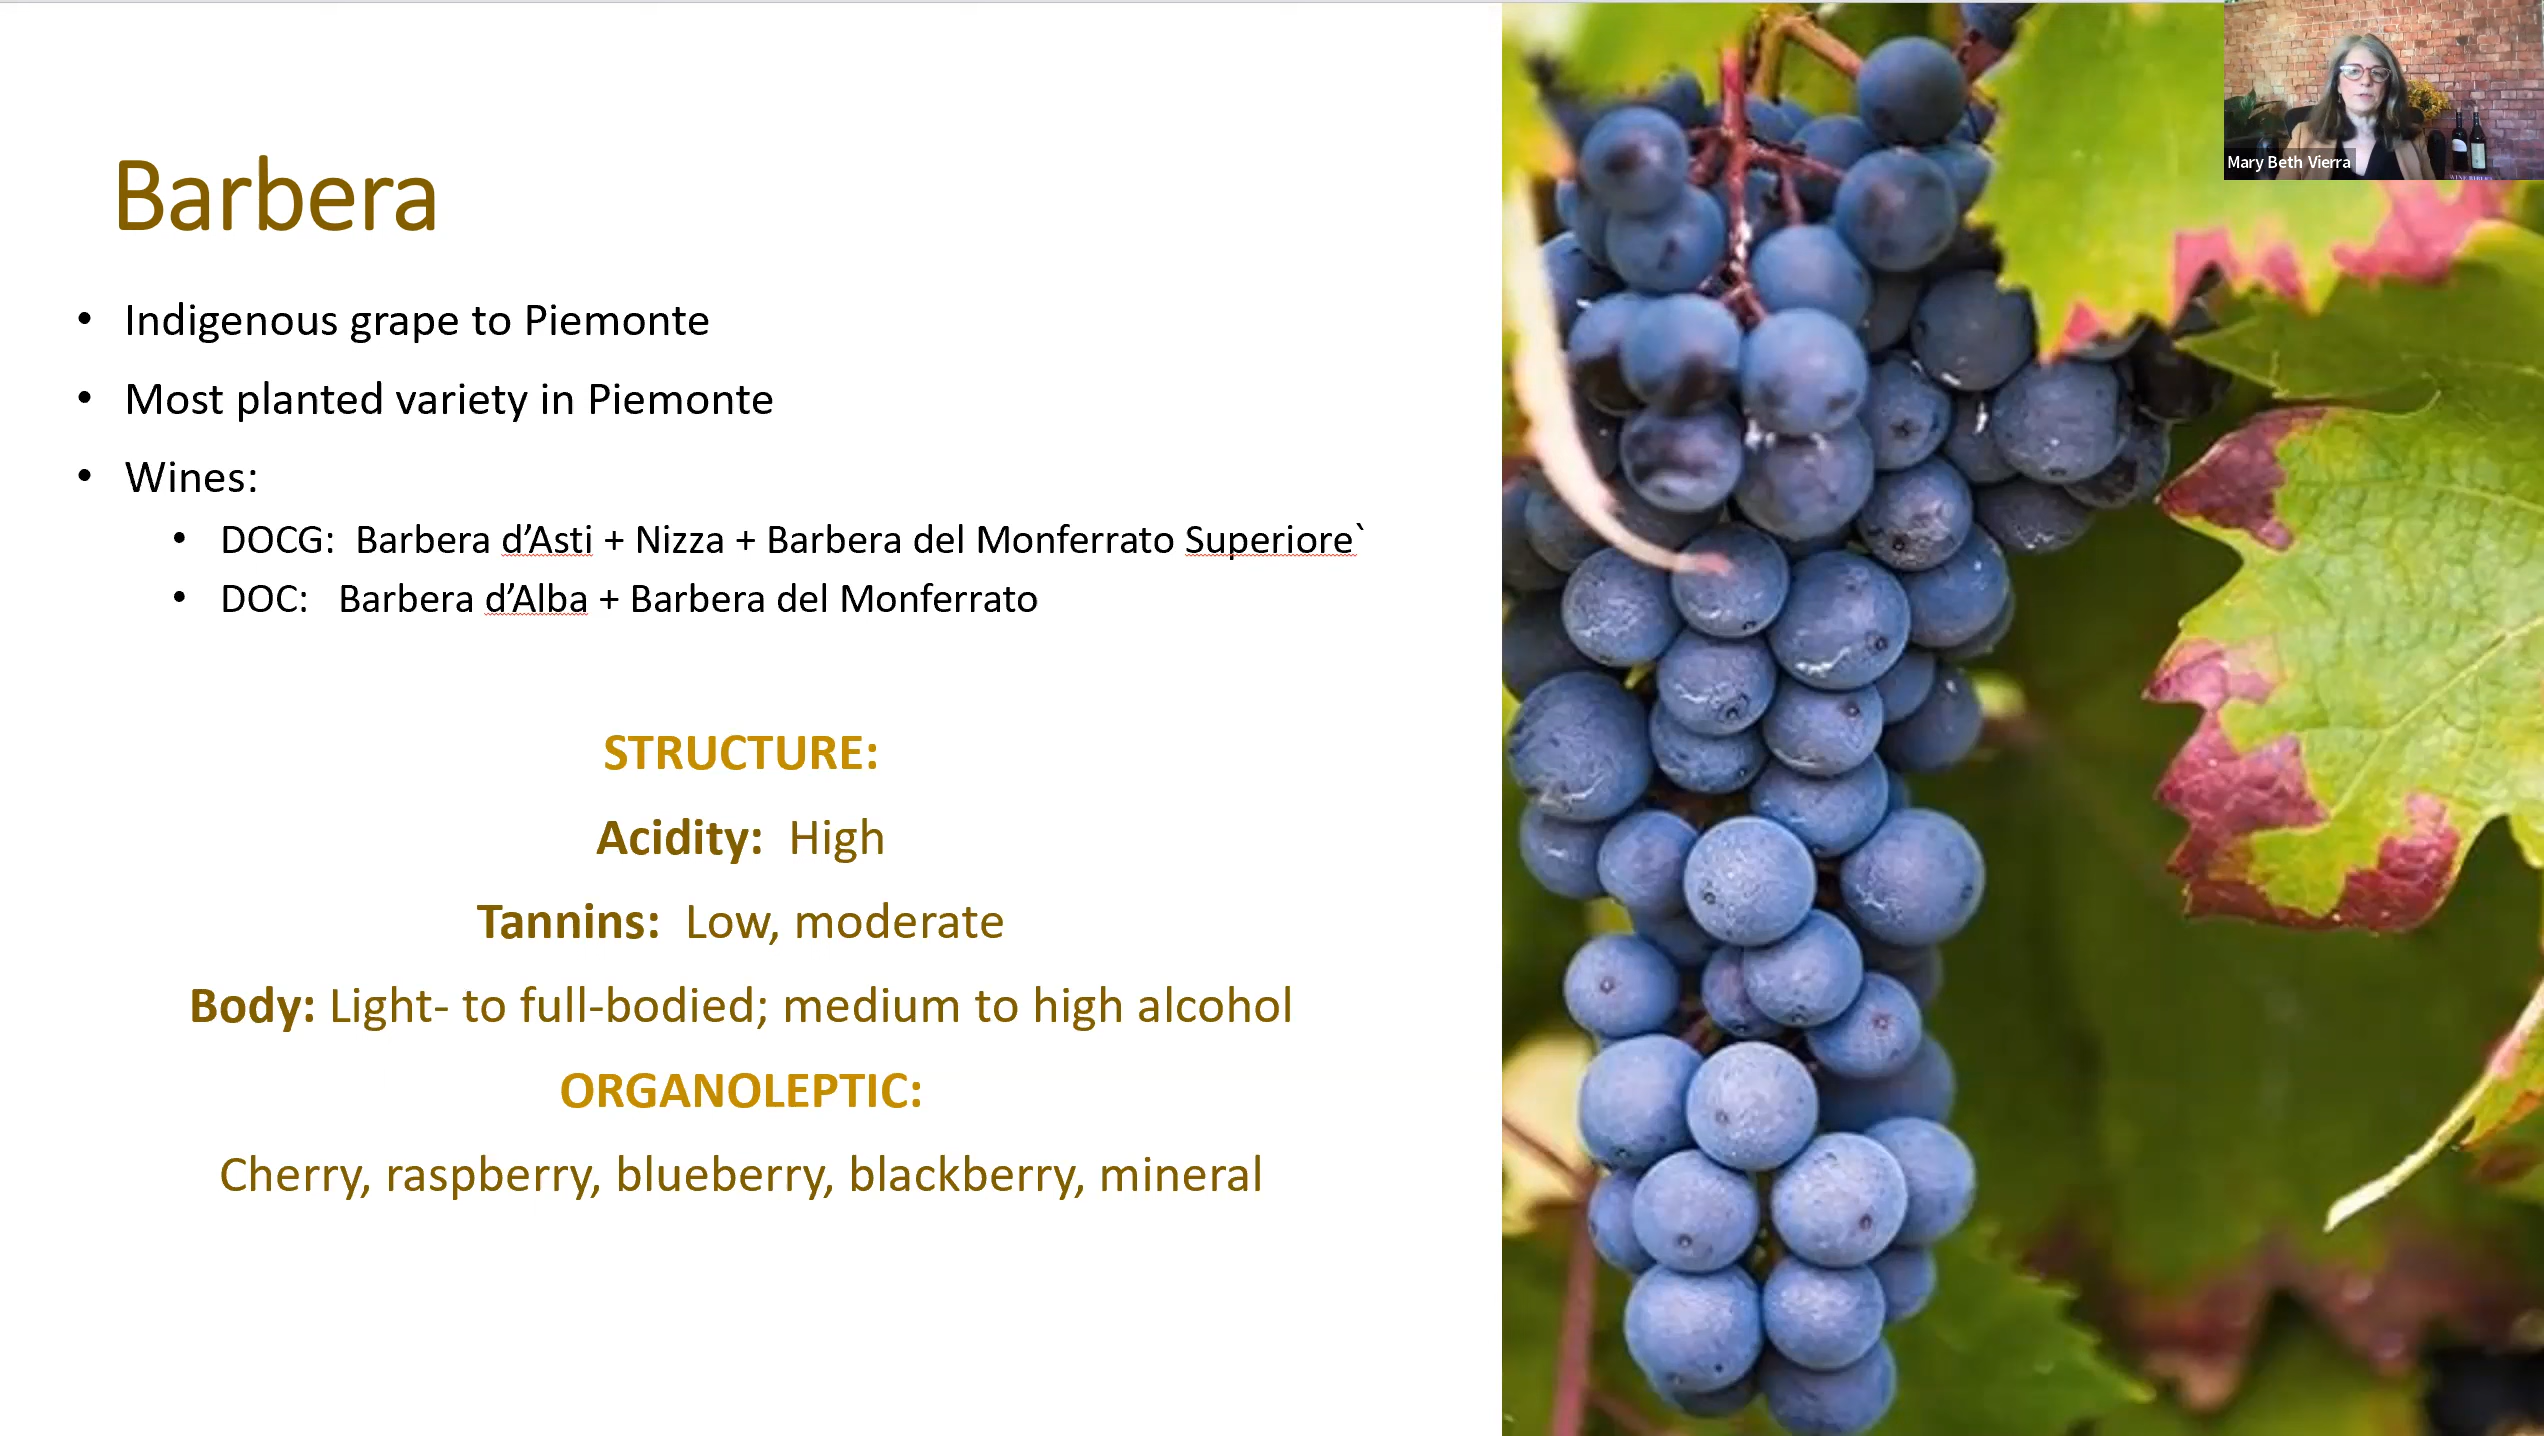 Barbera
• Indigenous grape to Piemonte
• Most planted variety in Piemonte
• Wines:
• DOCG: Barbera d’Asti + Nizza + Barbera del Monferrato Superiore`
• DOC: Barbera d’Alba + Barbera del Monferrato
STRUCTURE:
Acidity: High
Tannins: Low, moderate
Body: Light- to full-bodied; medium to high alcohol
ORGANOLEPTIC:
Cherry, raspberry, blueberry, blackberry, mineral
Mary Beth Vierra